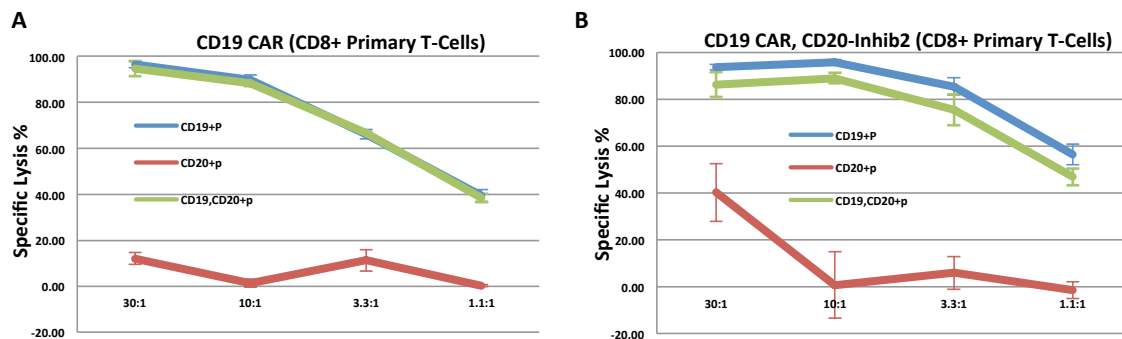 A
CD19 CAR (CD8+ Primary T-Cells)
Specific Lysis %
100.00
80.00
60.00
40.00
20.00
0.00
-20.00
CD19+P
CD20+p
CD19,CD20+p
30:1
10:1
3.3:1
1.1:1
B
CD19 CAR, CD20-Inhib2 (CD8+ Primary T-Cells)
Specific Lysis %
100.00
80.00
60.00
40.00
20.00
0.00
-20.00
CD19+P
CD20+p
CD19,CD20+p
30:1
10:1
3.3:1
1.1:1